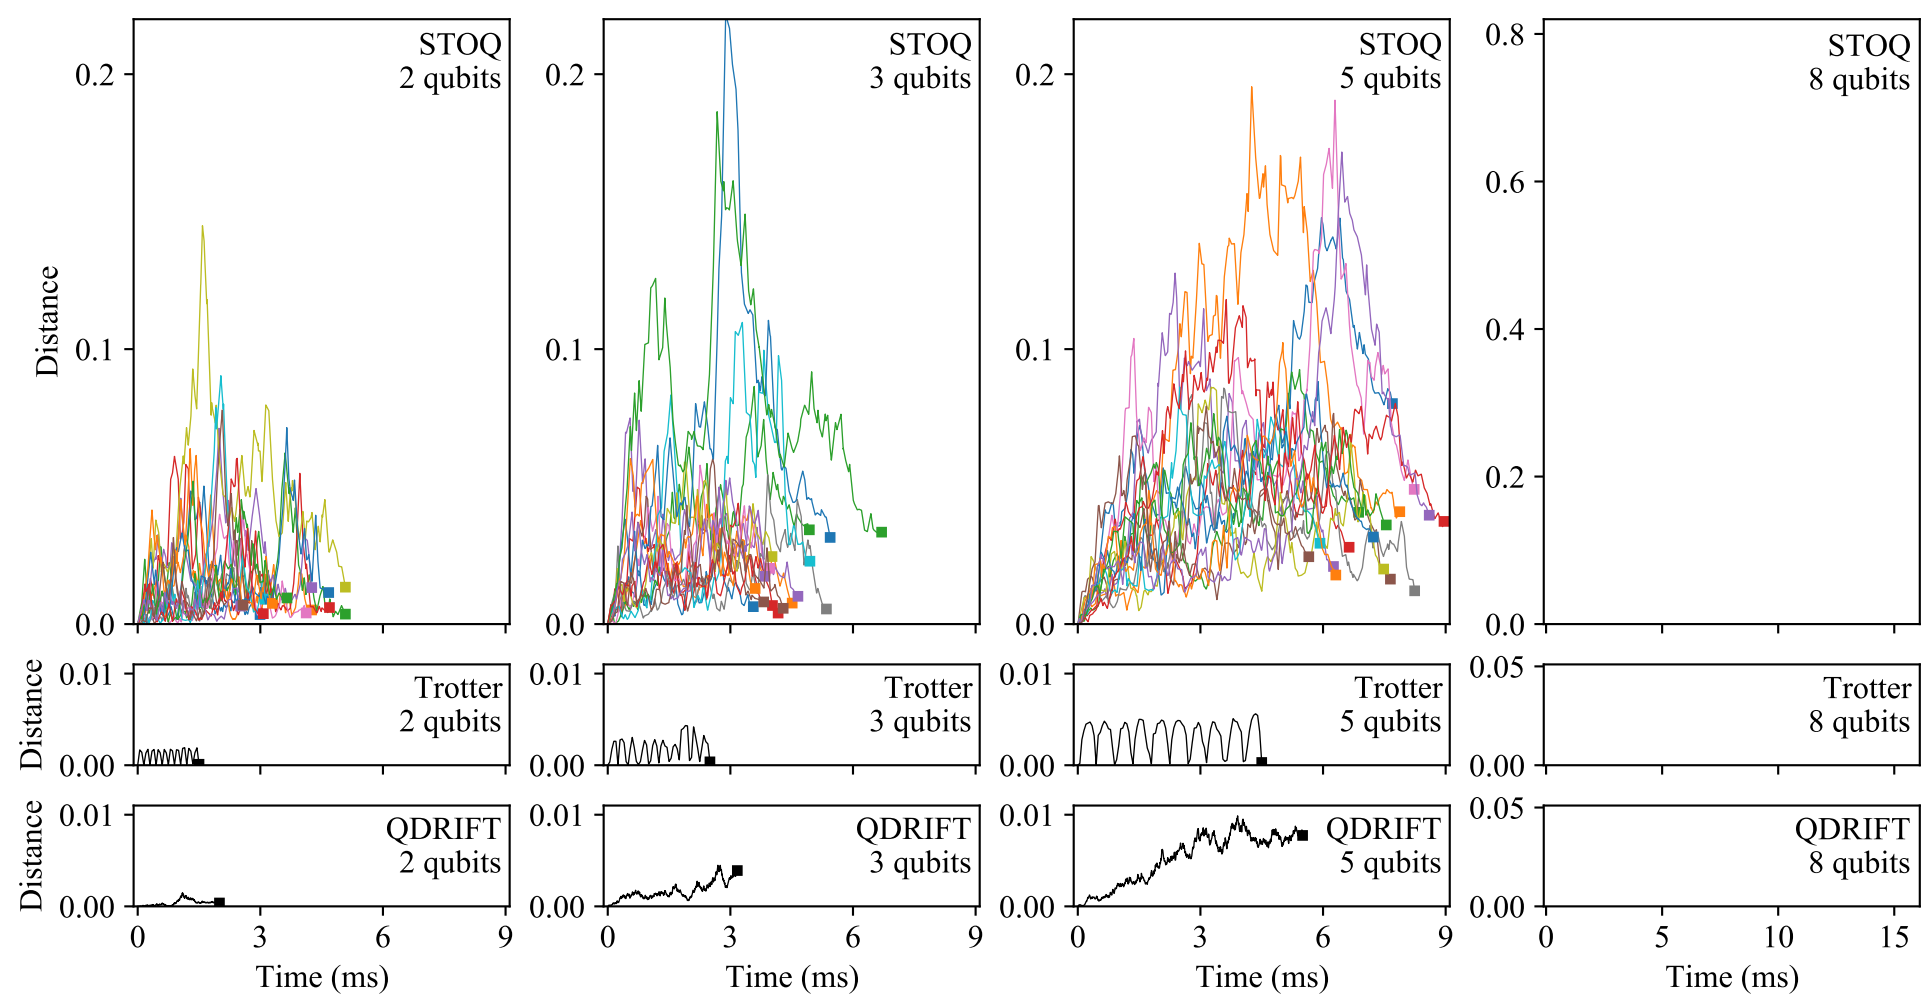 STOQ
2 qubits
0.2
0.1
0.0
Distance
STOQ
3 qubits
0.2
0.1
0.0
STOQ
5 qubits
0.2
0.1
0.0
STOQ
8 qubits
0.8
0.6
0.4
0.2
0.0
Trotter
2 qubits
0.01
0.00
Distance
Trotter
3 qubits
0.01
0.00
Trotter
5 qubits
0.01
0.00
Trotter
8 qubits
0.05
0.00
QDRIFT
2 qubits
0.01
0.00
Distance
0 3 6 9
Time (ms)
QDRIFT
3 qubits
0.01
0.00
0 3 6 9
Time (ms)
QDRIFT
5 qubits
0.01
0.00
0 3 6 9
Time (ms)
QDRIFT
8 qubits
0.05
0.00
0 5 10 15
Time (ms)